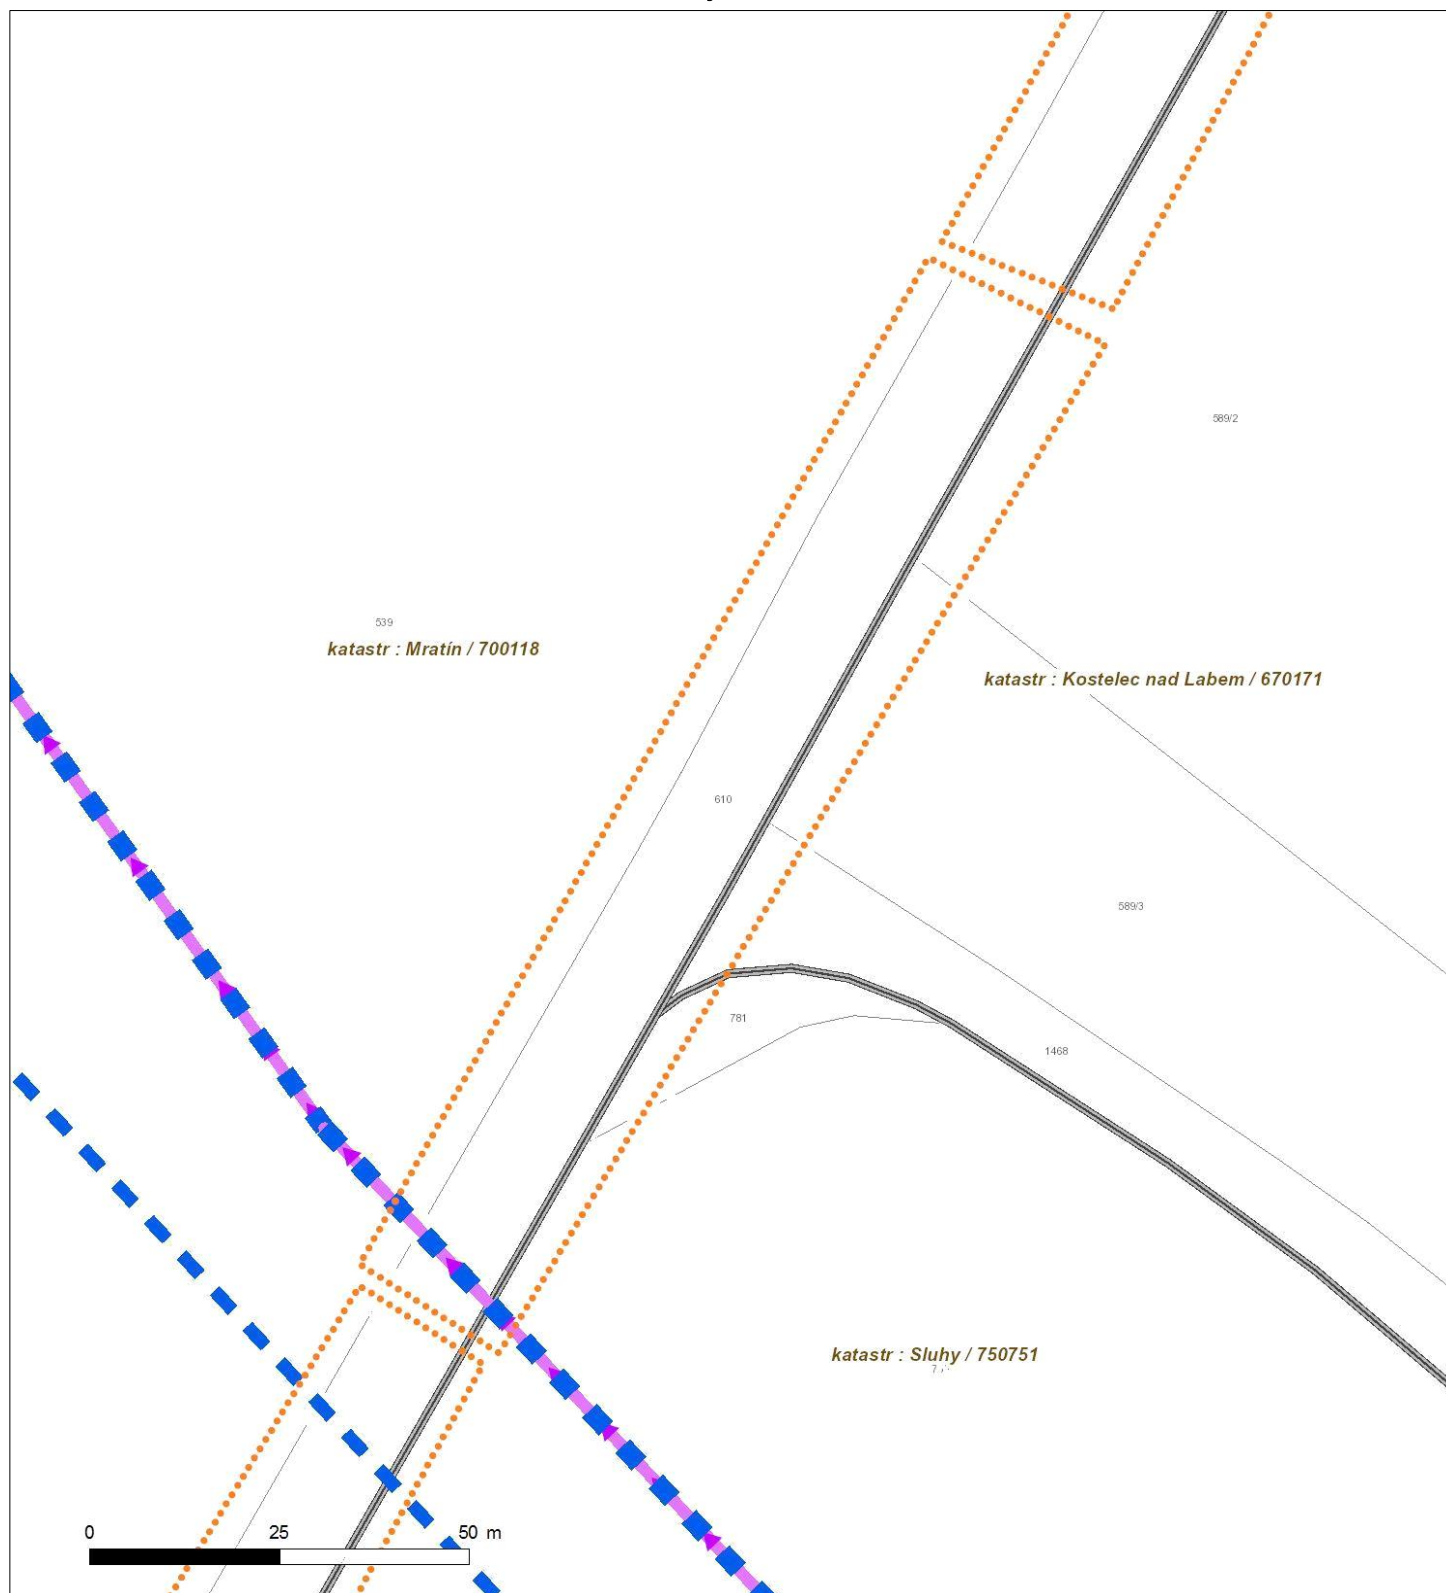 589/2
539
katastr : Mratín / 700118
katastr : Kostelec nad Labem / 670171
610
589/3
781
1468
katastr : Sluhy / 750751
0 25 50 m